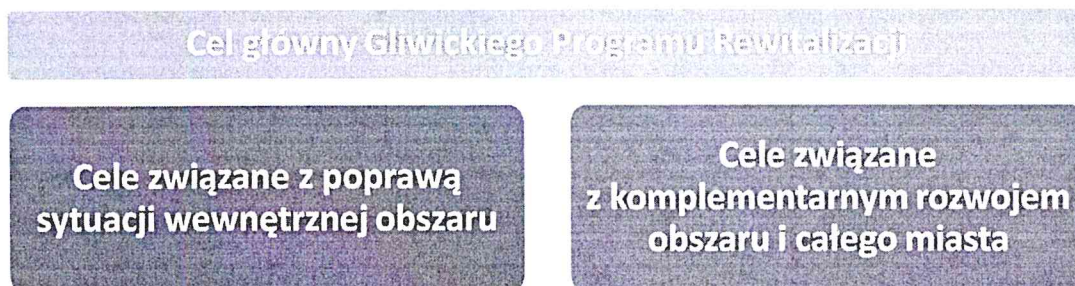 Cel główny Gliwickiego Programu Rewitalizacji
Cele związane z poprawą
sytuacji wewnętrznej obszaru
Cele związane
z komplementarnym rozwojem
obszaru i całego miasta